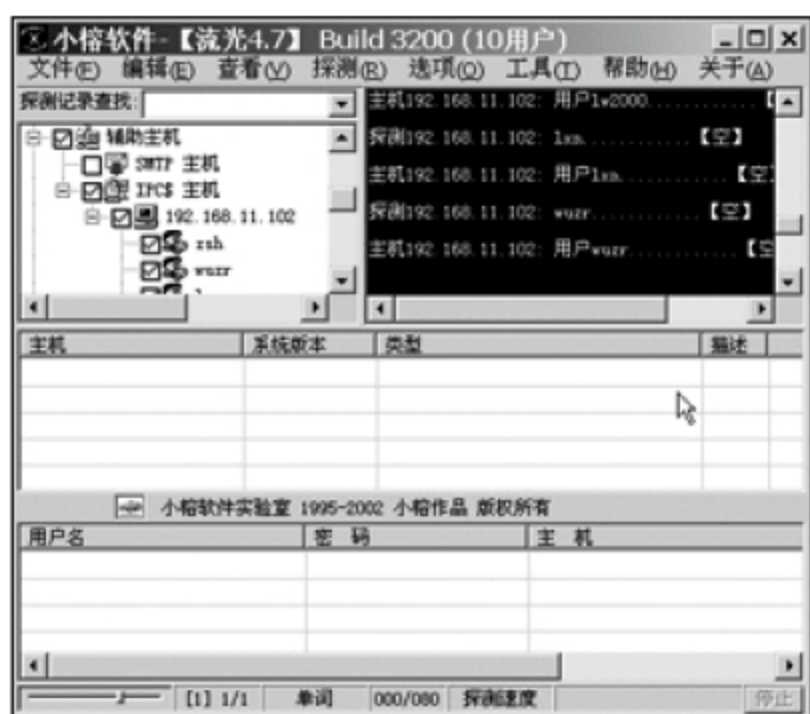 小榕软件-【流光4.7】 Build 3200 (10用户)
文件(F) 编辑(E) 查看(V) 探测(R) 选项(O) 工具(T) 帮助(H) 关于(A)
探测记录查找:
辅助主机
SMTP 主机
IPC$ 主机
192.168.11.102
zsh
wuzr
主机192.168.11.102: 用户lw2000.............【
探测192.168.11.102: lxn..............【空】
主机192.168.11.102: 用户lxn..............【空
探测192.168.11.102: wuzr.............【空】
主机192.168.11.102: 用户wuzr.............【空
主机 系统版本 类型 描述
小榕软件实验室 1995-2002 小榕作品 版权所有
用户名 密 码 主 机
[1] 1/1 单词 000/080 探测速度 停止